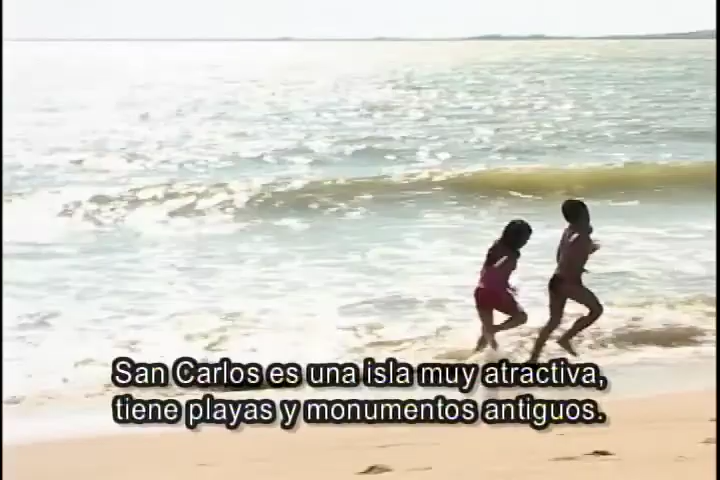 San Carlos es una isla muy atractiva,
tiene playas y monumentos antiguos.